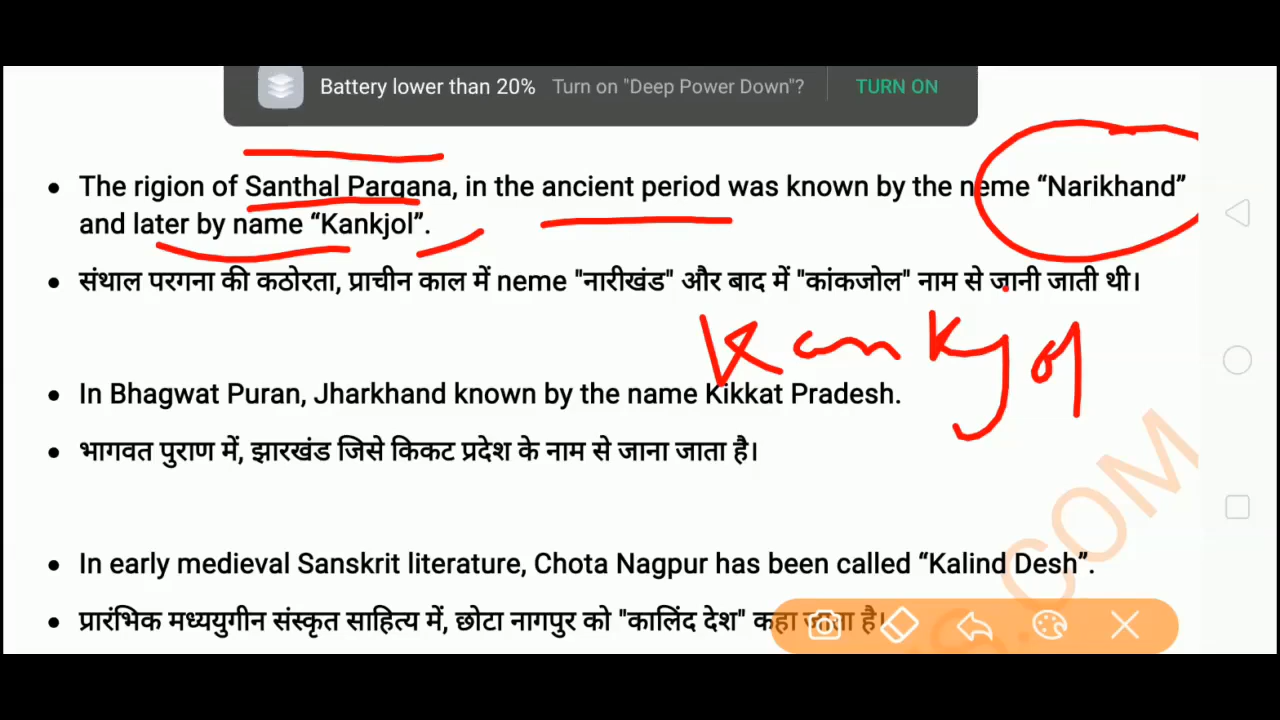 Battery lower than 20% Turn on "Deep Power Down"? TURN ON
• The rigion of Santhal Pargana, in the ancient period was known by the neme “Narikhand”
and later by name “Kankjol”.
• संथाल परगना की कठोरता, प्राचीन काल में neme "नारीखंड" और बाद में "कांकजोल" नाम से जानी जाती थी।
Kankjol
• In Bhagwat Puran, Jharkhand known by the name Kikkat Pradesh.
• भागवत पुराण में, झारखंड जिसे किकट प्रदेश के नाम से जाना जाता है।
• In early medieval Sanskrit literature, Chota Nagpur has been called “Kalind Desh”.
• प्रारंभिक मध्ययुगीन संस्कृत साहित्य में, छोटा नागपुर को "कालिंद देश" कहा जाता है।
.COM